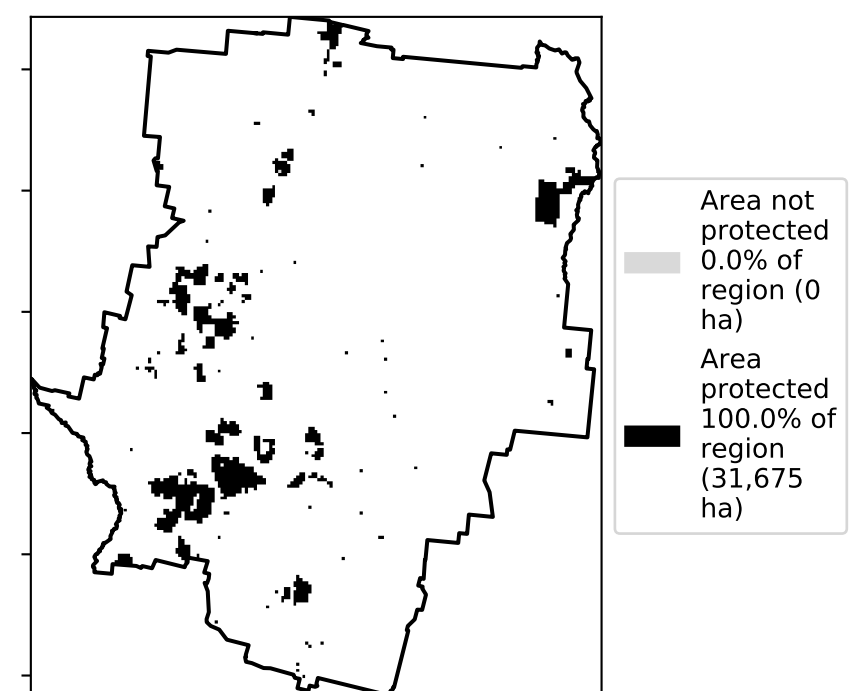 Area not
protected
0.0% of
region (0
ha)
Area
protected
100.0% of
region
(31,675
ha)